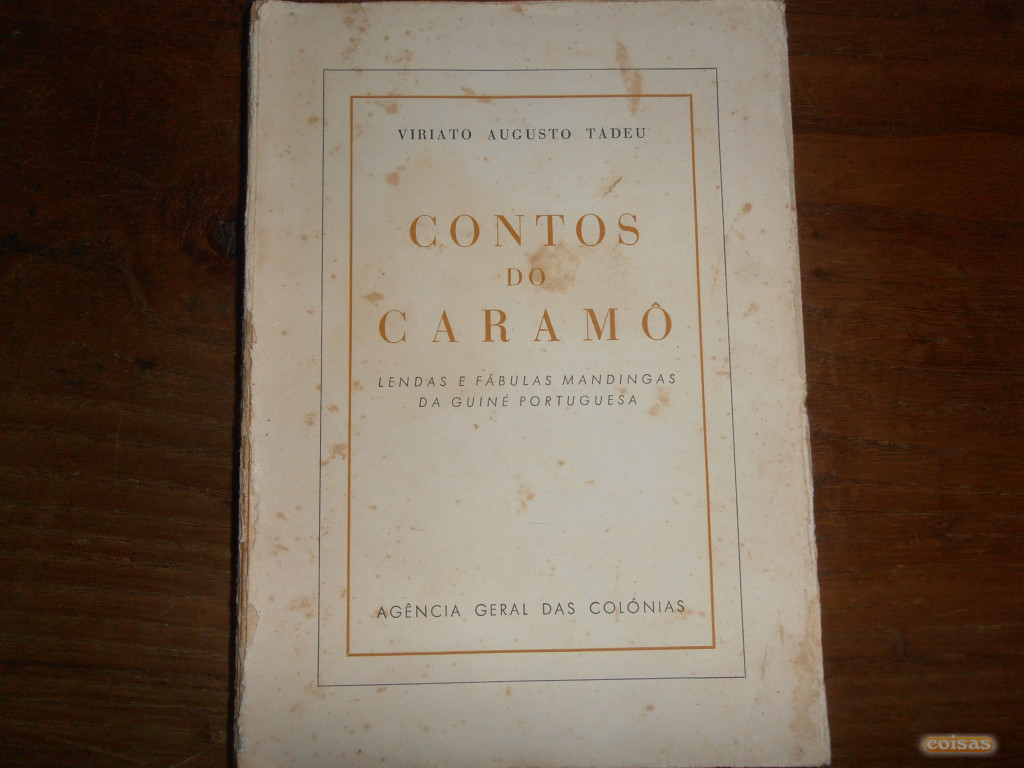 VIRIATO AUGUSTO TADEU
CONTOS
DO
CARAMÔ
LENDAS E FÁBULAS MANDINGAS
DA GUINÉ PORTUGUESA
AGÊNCIA GERAL DAS COLÓNIAS
coisas